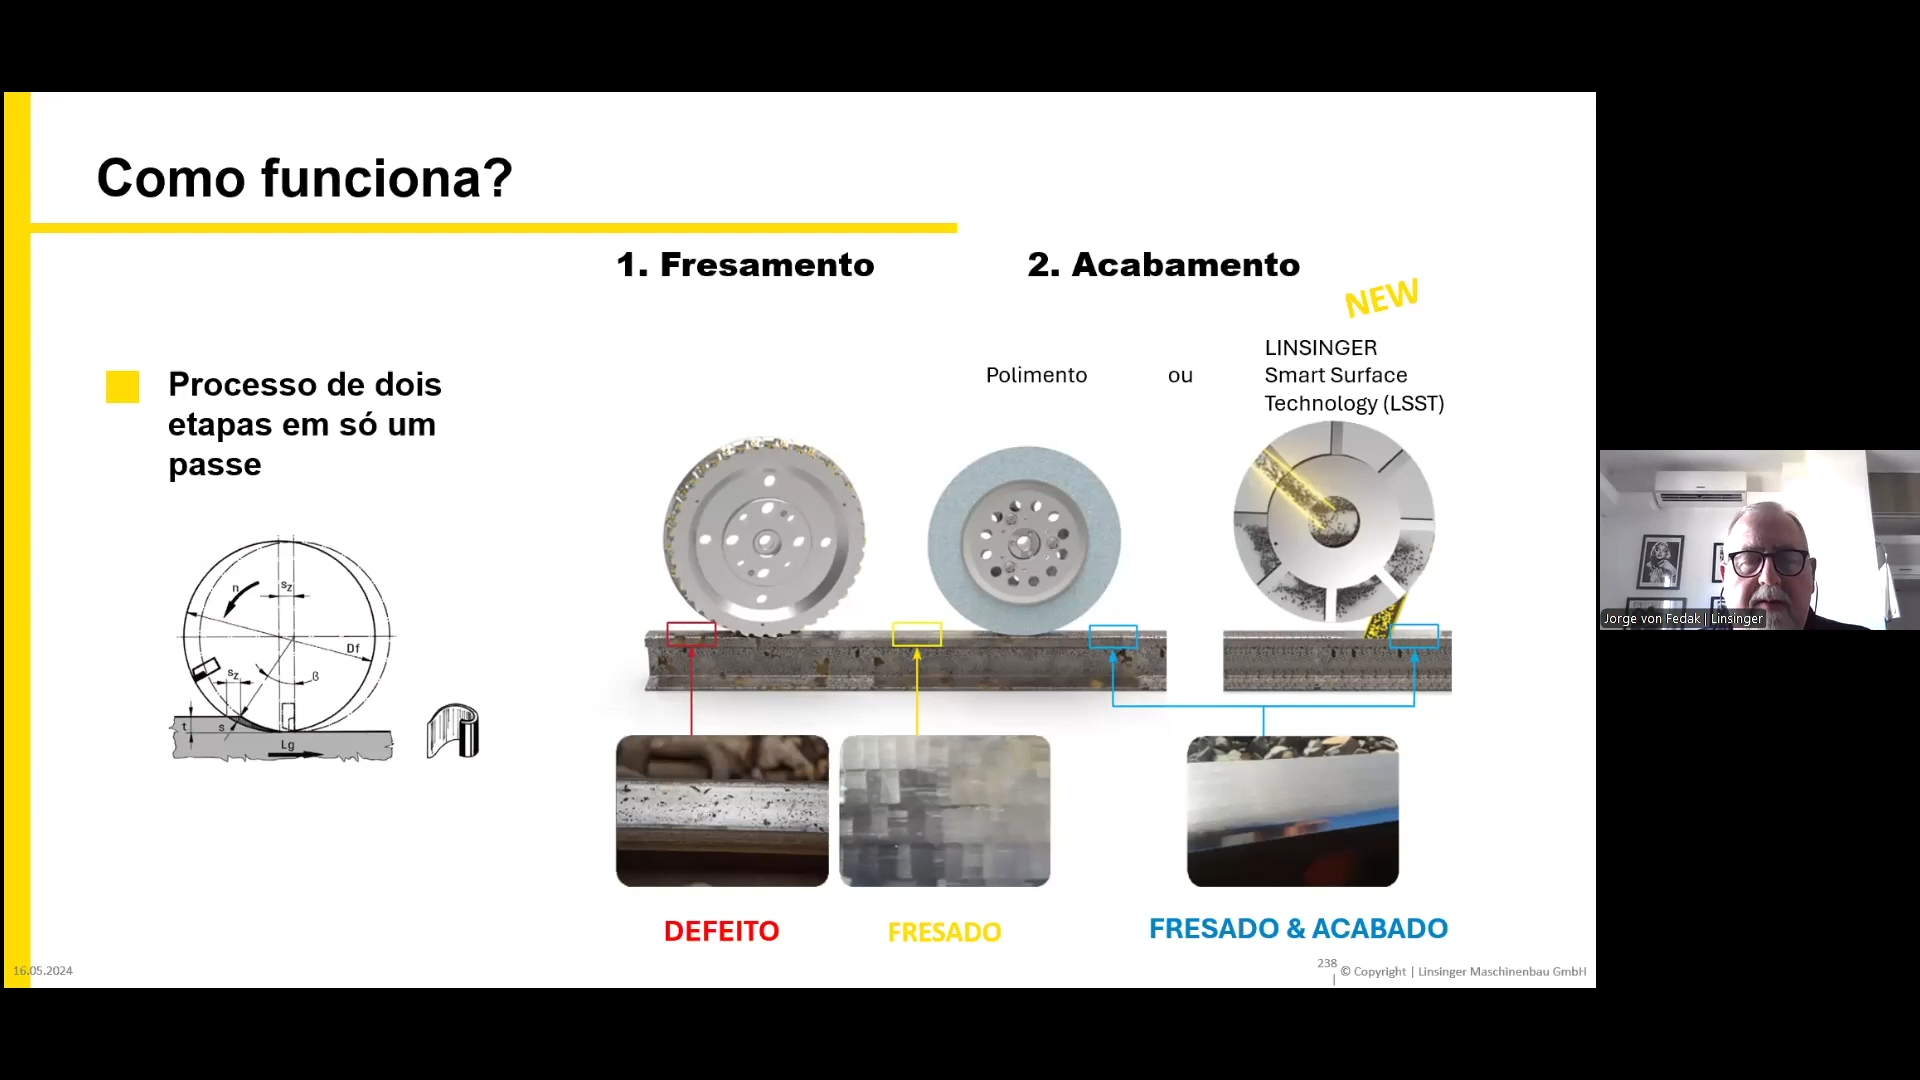 Como funciona?
1. Fresamento
2. Acabamento
NEW
Polimento
ou
LINSINGER
Smart Surface
Technology (LSST)
Processo de dois
etapas em só um
passe
n
sz
Df
sz
ß
t
s
Lg
DEFEITO
FRESADO
FRESADO & ACABADO
16.05.2024
238
| © Copyright | Linsinger Maschinenbau GmbH
Jorge von Fedak | Linsinger